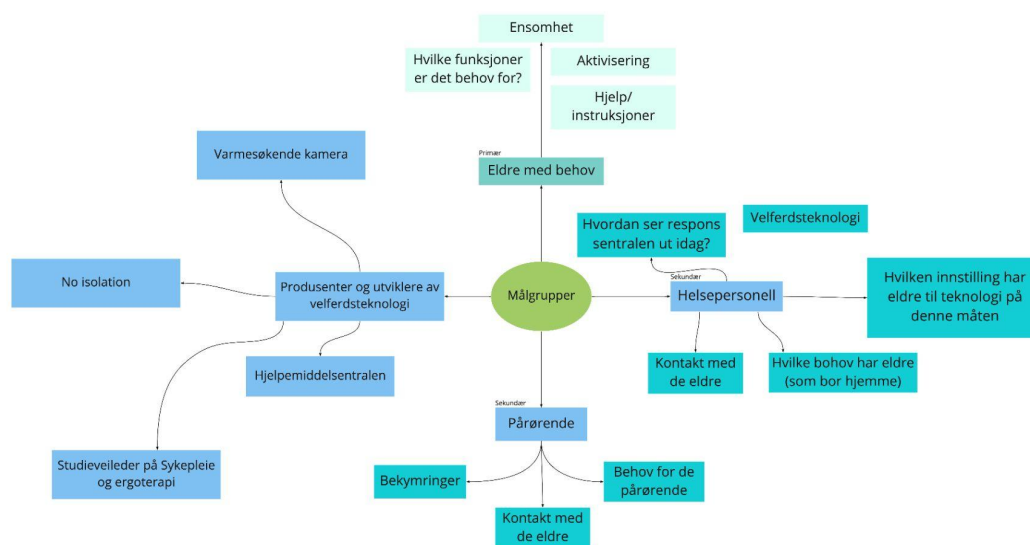 Ensomhet
Hvilke funksjoner
er det behov for?
Aktivisering
Hjelp/
instruksjoner
Primær
Eldre med behov
Varmesøkende kamera
No isolation
Produsenter og utviklere av
velferdsteknologi
Hjelpemiddelsentralen
Studieveileder på Sykepleie
og ergoterapi
Målgrupper
Hvordan ser respons
sentralen ut idag?
Velferdsteknologi
Sekundær
Helsepersonell
Hvilken innstilling har
eldre til teknologi på
denne måten
Kontakt med
de eldre
Hvilke bohov har eldre
(som bor hjemme)
Sekundær
Pårørende
Bekymringer
Kontakt med
de eldre
Behov for de
pårørende